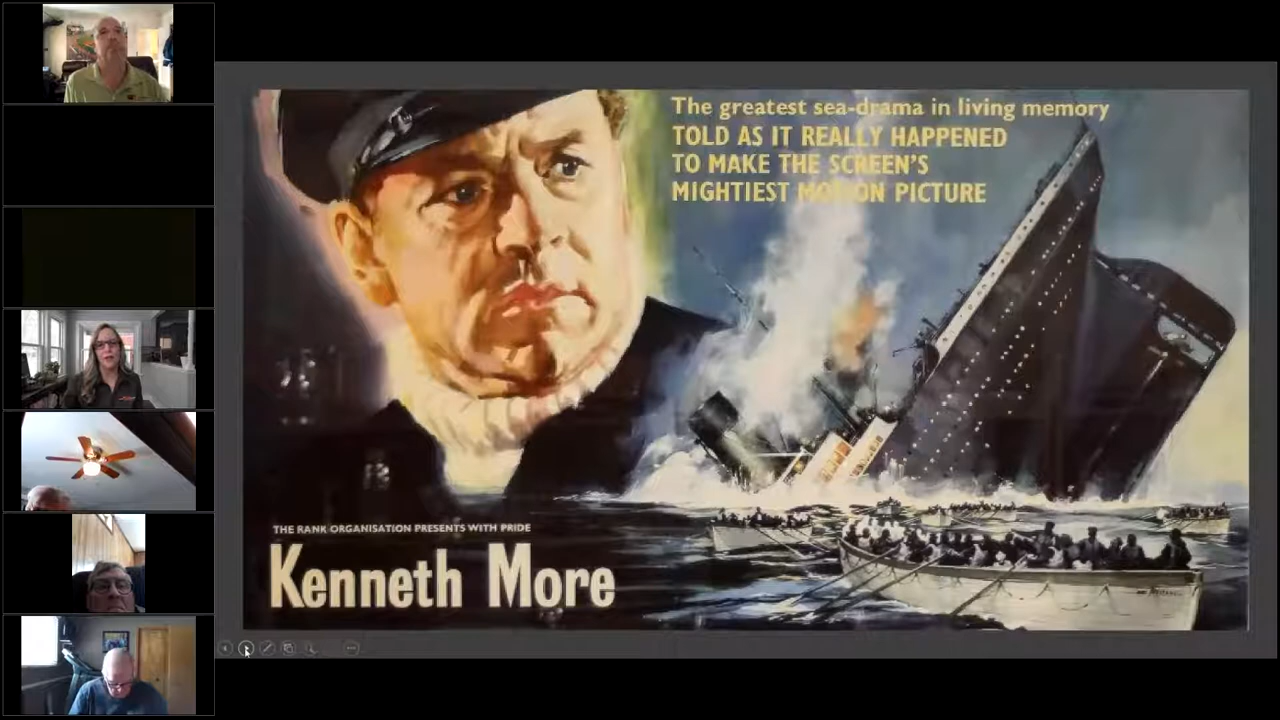 The greatest sea-drama in living memory
TOLD AS IT REALLY HAPPENED
TO MAKE THE SCREEN'S
MIGHTIEST MOTION PICTURE
THE RANK ORGANISATION PRESENTS WITH PRIDE
Kenneth More